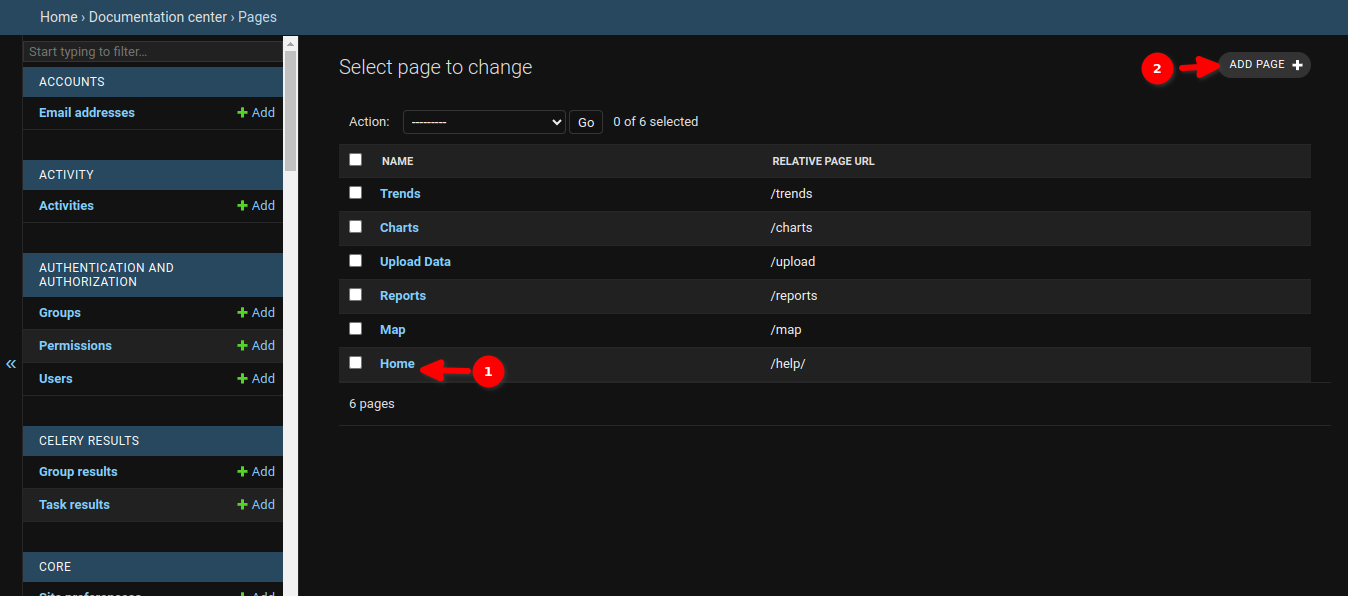 Home › Documentation center › Pages
Start typing to filter...
ACCOUNTS
Email addresses + Add
ACTIVITY
Activities + Add
AUTHENTICATION AND
AUTHORIZATION
Groups + Add
Permissions + Add
Users + Add
CELERY RESULTS
Group results + Add
Task results + Add
CORE
Site preferences + Add
«
Select page to change
2
ADD PAGE +
Action: --------- Go 0 of 6 selected
NAME RELATIVE PAGE URL
Trends /trends
Charts /charts
Upload Data /upload
Reports /reports
Map /map
Home 1 /help/
6 pages